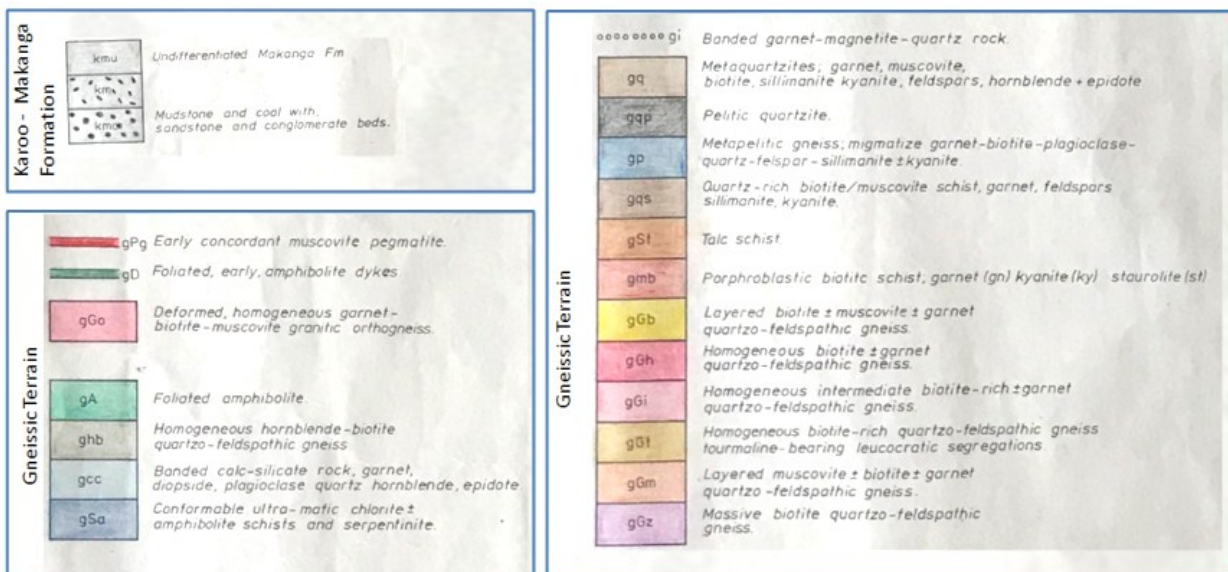 Karoo - Makanga
Formation
kmu
Undifferentiated Makanga Fm
km
kmc
Mudstone and coal with,
sandstone and conglomerate beds.
Gneissic Terrain
gPg
Early concordant muscovite pegmatite.
gD
Foliated, early, amphibolite dykes.
gGo
Deformed, homogeneous garnet-
biotite-muscovite granitic orthogneiss.
gA
Foliated amphibolite.
ghb
Homogeneous hornblende-biotite
quartzo-feldspathic gneiss
gcc
Banded calc-silicate rock, garnet,
diopside, plagioclase quartz hornblende, epidote
gSa
Conformable ultra-matic chlorite ±
amphibolite schists and serpentinite.
Gneissic Terrain
gi
Banded garnet-magnetite-quartz rock.
gq
Metaquartzites; garnet, muscovite,
biotite, sillimanite kyanite, feldspars, hornblende + epidote
gqp
Pelitic quartzite.
gp
Metapelitic gneiss; migmatize garnet-biotite-plagioclase-
quartz-felspar-sillimanite ± kyanite.
gqs
Quartz-rich biotite/muscovite schist, garnet, feldspars
sillimanite, kyanite.
gSt
Talc schist.
gmb
Porphroblastic biotite schist, garnet (gn) kyanite (ky) staurolite (st)
gGb
Layered biotite ± muscovite ± garnet
quartzo-feldspathic gneiss.
gGh
Homogeneous biotite ± garnet
quartzo-feldspathic gneiss.
gGi
Homogeneous intermediate biotite-rich ± garnet
quartzo-feldspathic gneiss.
gGt
Homogeneous biotite-rich quartzo-feldspathic gneiss
tourmaline-bearing leucocratic segregations.
gGm
Layered muscovite ± biotite ± garnet
quartzo-feldspathic gneiss.
gGz
Massive biotite quartzo-feldspathic
gneiss.